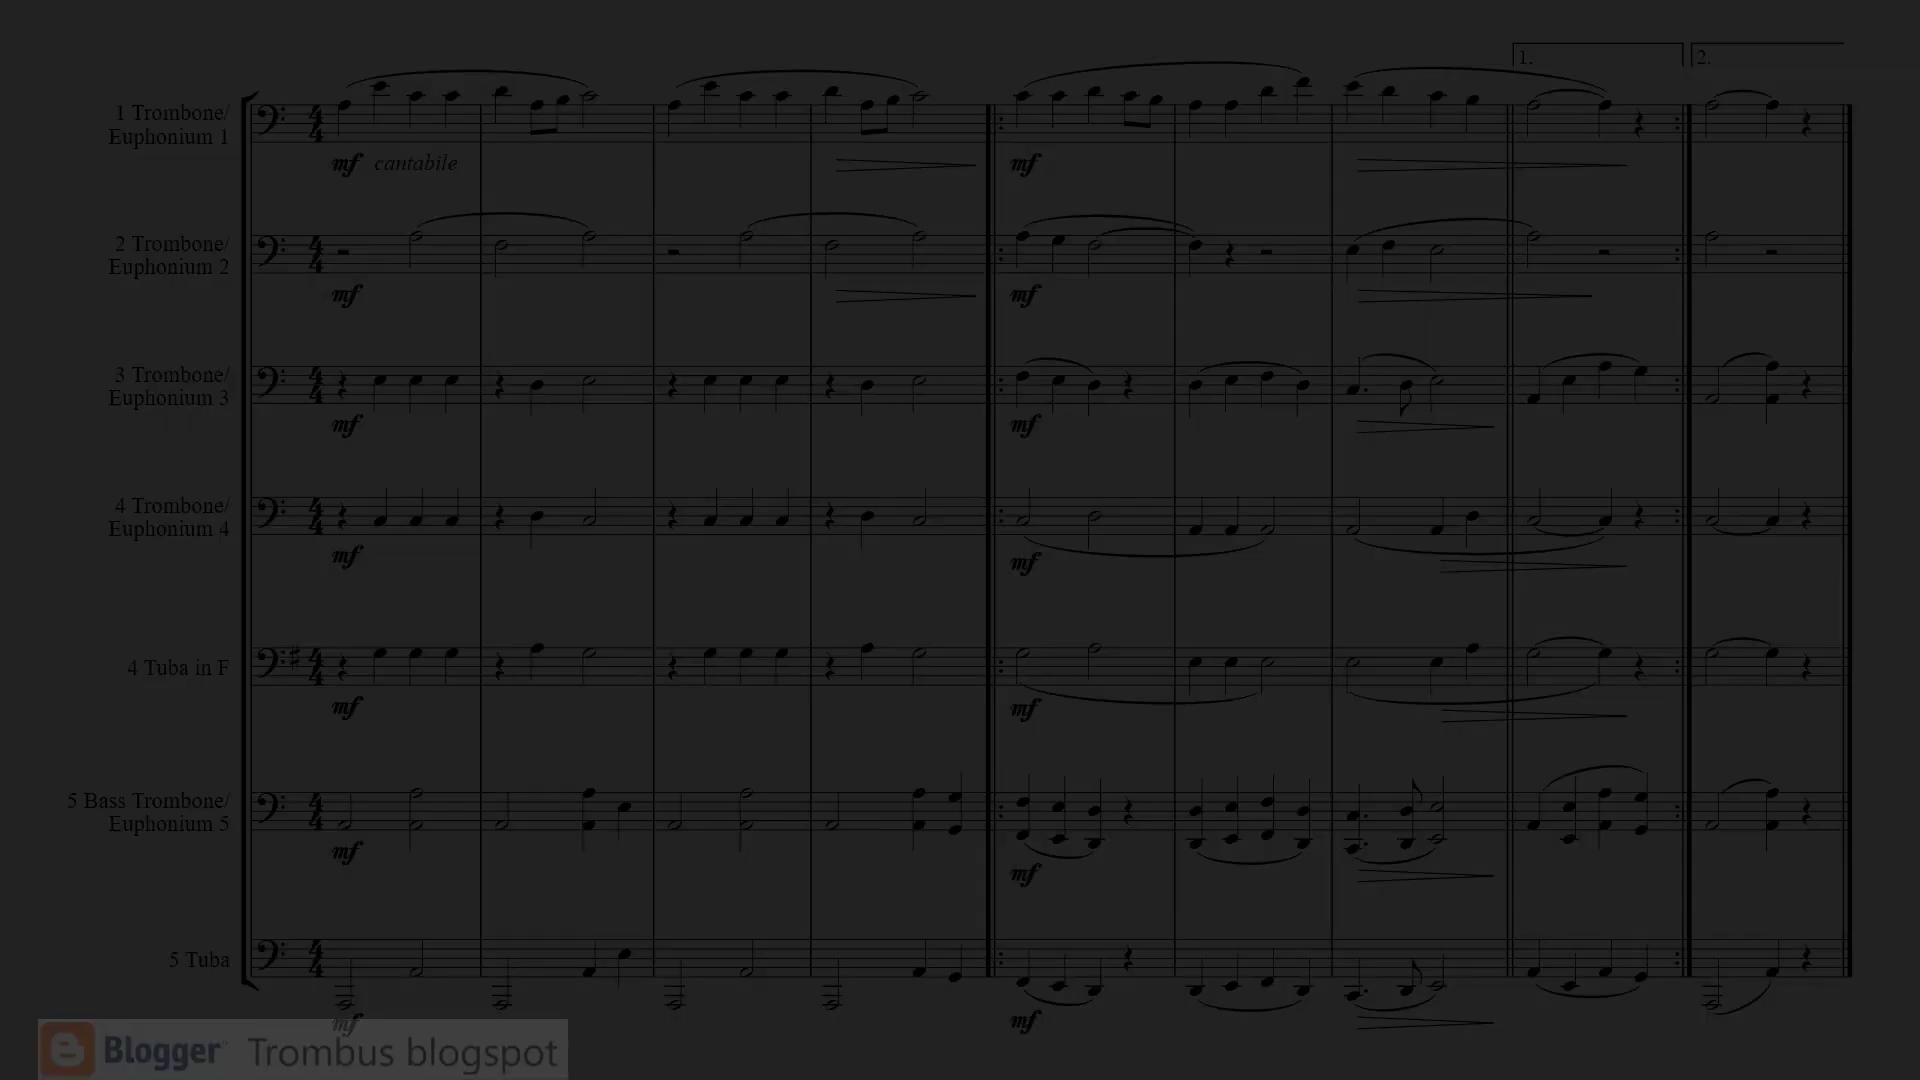 1. 2.
1 Trombone/
Euphonium 1
mf cantabile mf
2 Trombone/
Euphonium 2
mf mf
3 Trombone/
Euphonium 3
mf mf
4 Trombone/
Euphonium 4
mf mf
4 Tuba in F
mf mf
5 Bass Trombone/
Euphonium 5
mf mf
5 Tuba
mf mf
Blogger Trombus blogspot